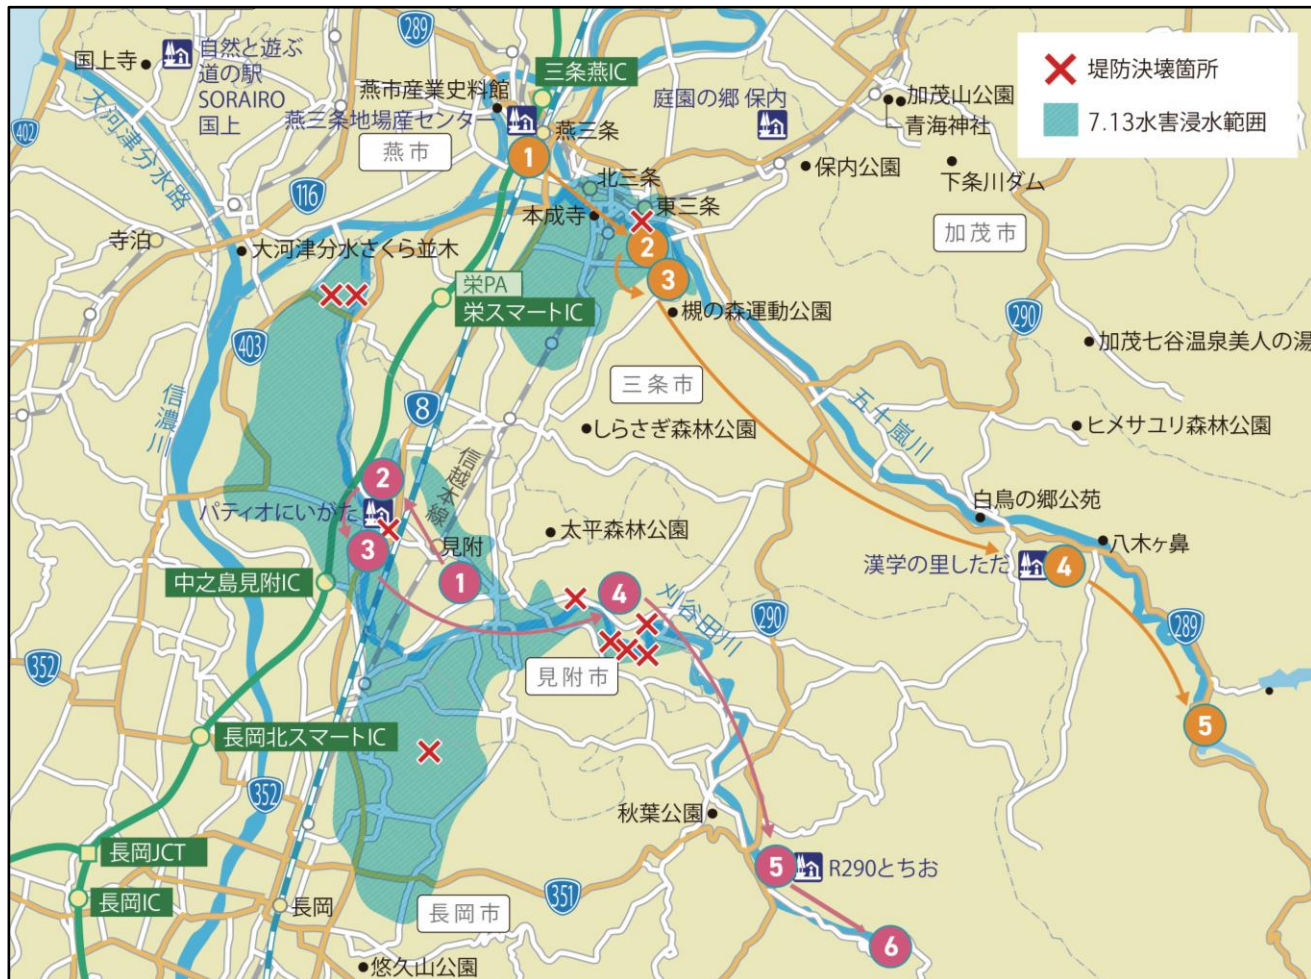 堤防決壊箇所
7.13水害浸水範囲
国上寺
自然と遊ぶ
道の駅
SORAIRO
国上
289
三条燕IC
燕市産業史料館
燕三条地場産センター
燕三条
燕市
庭園の郷 保内
加茂山公園
青海神社
保内公園
下条川ダム
加茂市
402
大河津分水路
116
1
北三条
東三条
本成寺
2
3
寺泊
大河津分水さくら並木
栄PA
栄スマートIC
槻の森運動公園
290
加茂七谷温泉美人の湯
403
信濃川
8
三条市
しらさぎ森林公園
五十嵐川
ヒメサユリ森林公園
信越本線
2
パティオにいがた
3
見附
1
太平森林公園
白鳥の郷公苑
八木ヶ鼻
漢学の里しただ
4
中之島見附IC
4
刈谷田川
290
289
352
見附市
長岡北スマートIC
5
352
秋葉公園
長岡JCT
5
R290とちお
長岡IC
長岡
351
長岡市
6
悠久山公園